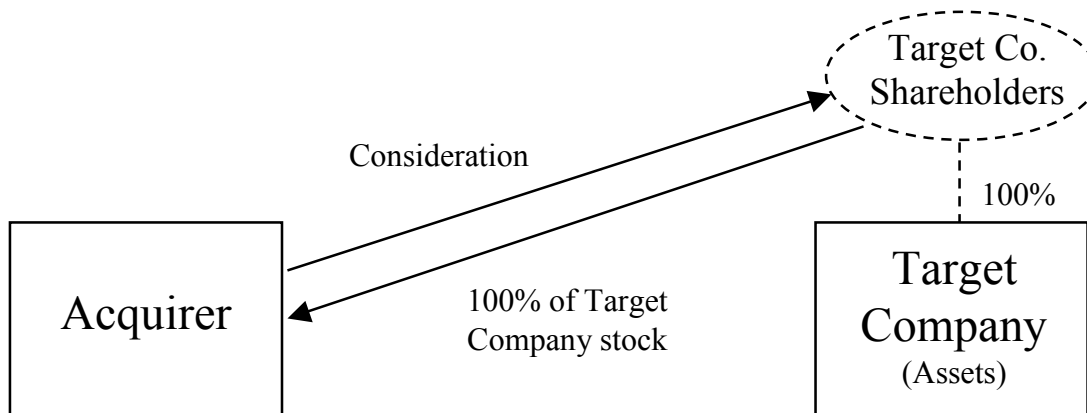 Target Co.
Shareholders
Consideration
100%
Acquirer
100% of Target
Company stock
Target
Company
(Assets)